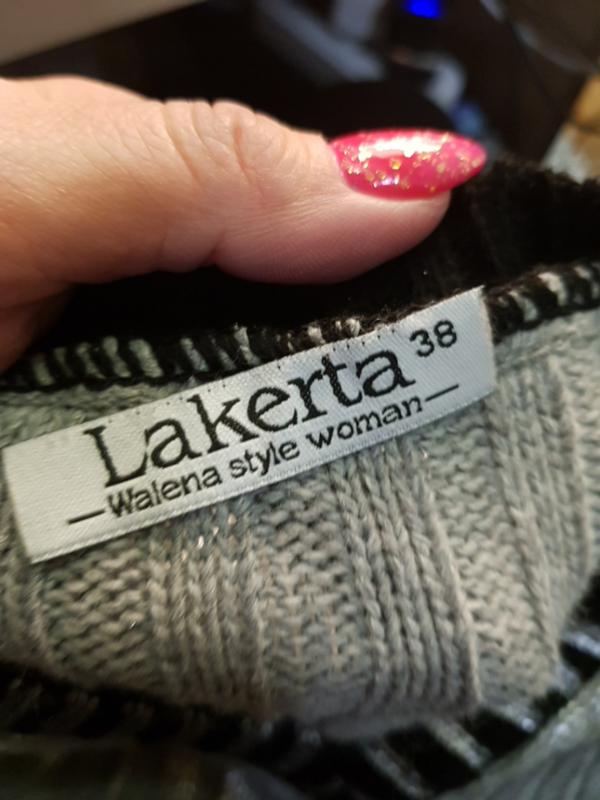 Lakerta 38
—Walena style woman—